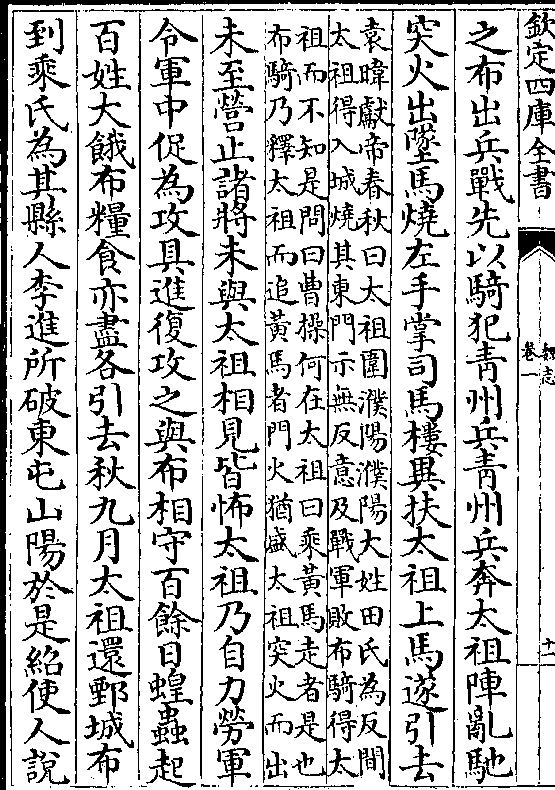 欽定四庫全書
魏志
卷一
十一
之布出兵戰先以騎犯青州兵青州兵奔太祖陣亂馳
突火出墜馬燒左手掌司馬樓異扶太祖上馬遂引去
袁暐獻帝春秋曰太祖圍濮陽濮陽大姓田氏為反間
太祖得入城燒其東門示無反意及戰軍敗布騎得太
祖而不知是問曰曹操何在太祖曰乘黃馬走者是也
布騎乃釋太祖而追黃馬者門火猶盛太祖突火而出
未至營止諸將未與太祖相見皆怖太祖乃自力勞軍
令軍中促為攻具進復攻之與布相守百餘日蝗蟲起
百姓大餓布糧食亦盡各引去秋九月太祖還鄄城布
到乘氏為其縣人李進所破東屯山陽於是紹使人說